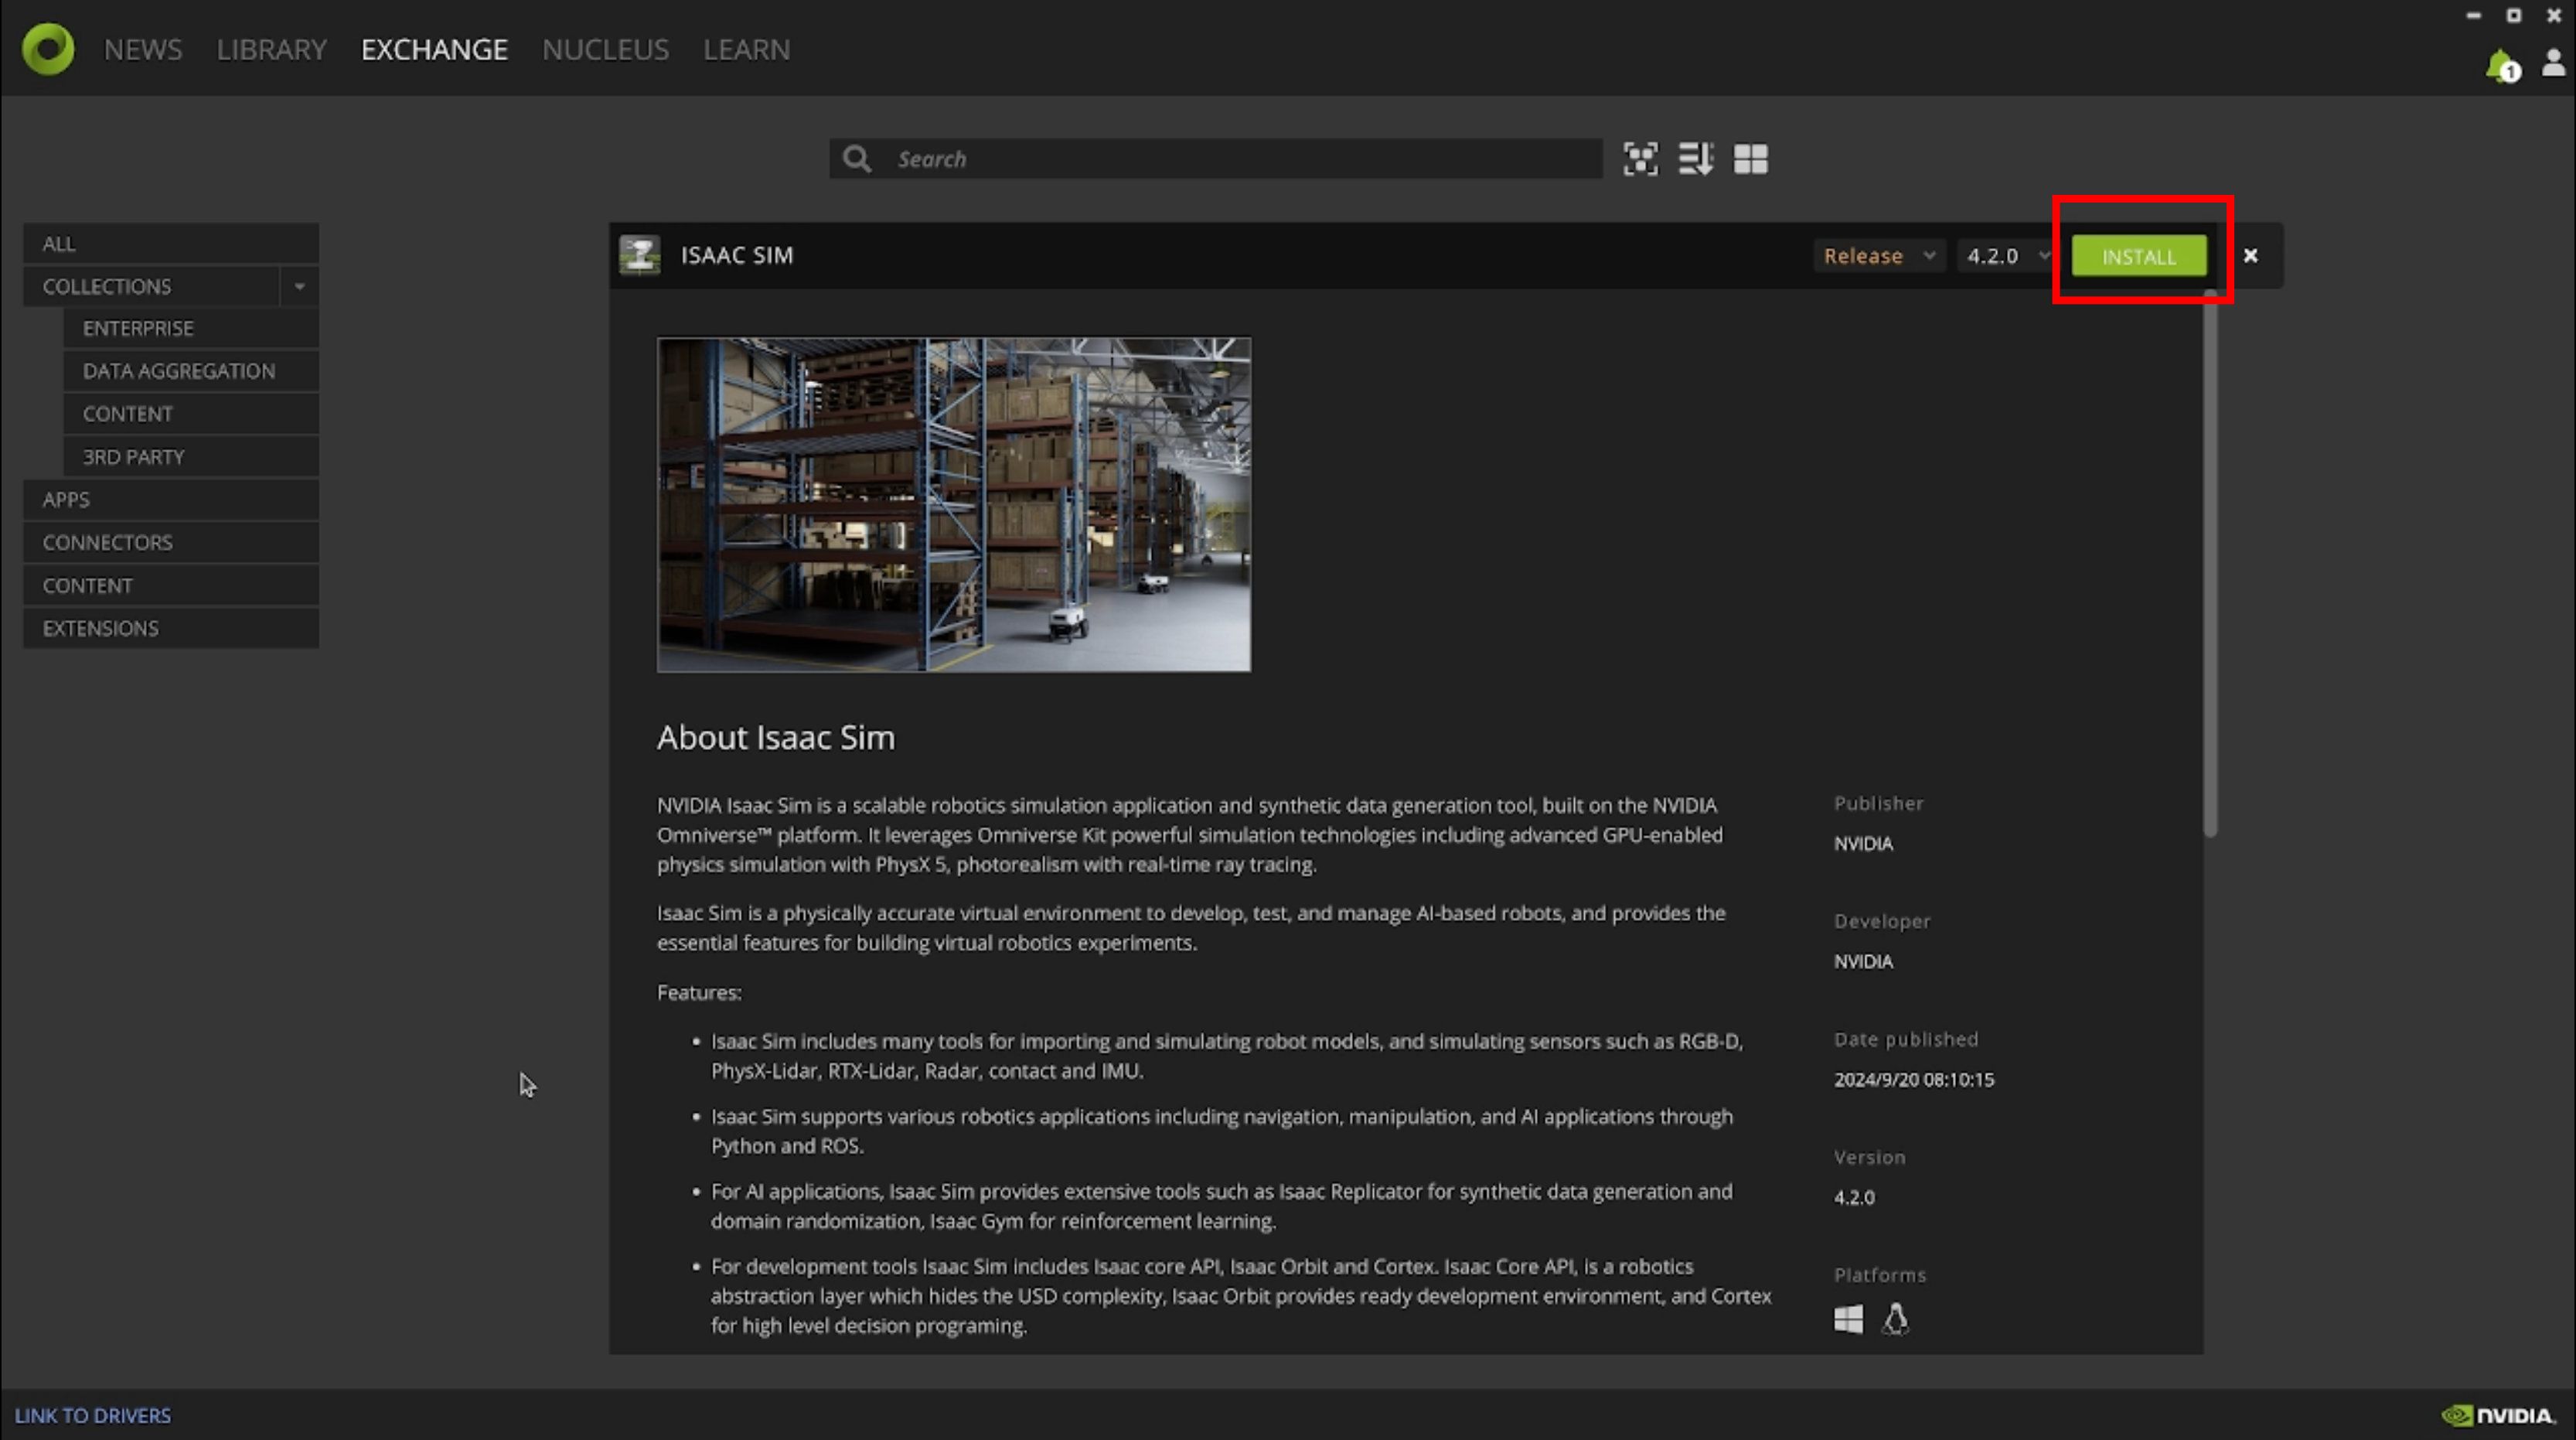 NEWS LIBRARY EXCHANGE NUCLEUS LEARN
1
Search
ALL
COLLECTIONS
ENTERPRISE
DATA AGGREGATION
CONTENT
3RD PARTY
APPS
CONNECTORS
CONTENT
EXTENSIONS
ISAAC SIM
Release
4.2.0
INSTALL
About Isaac Sim
NVIDIA Isaac Sim is a scalable robotics simulation application and synthetic data generation tool, built on the NVIDIA
Omniverse™ platform. It leverages Omniverse Kit powerful simulation technologies including advanced GPU-enabled
physics simulation with PhysX 5, photorealism with real-time ray tracing.
Isaac Sim is a physically accurate virtual environment to develop, test, and manage AI-based robots, and provides the
essential features for building virtual robotics experiments.
Features:
• Isaac Sim includes many tools for importing and simulating robot models, and simulating sensors such as RGB-D,
PhysX-Lidar, RTX-Lidar, Radar, contact and IMU.
• Isaac Sim supports various robotics applications including navigation, manipulation, and AI applications through
Python and ROS.
• For AI applications, Isaac Sim provides extensive tools such as Isaac Replicator for synthetic data generation and
domain randomization, Isaac Gym for reinforcement learning.
• For development tools Isaac Sim includes Isaac core API, Isaac Orbit and Cortex. Isaac Core API, is a robotics
abstraction layer which hides the USD complexity, Isaac Orbit provides ready development environment, and Cortex
for high level decision programing.
Publisher
NVIDIA
Developer
NVIDIA
Date published
2024/9/20 08:10:15
Version
4.2.0
Platforms
LINK TO DRIVERS
NVIDIA.